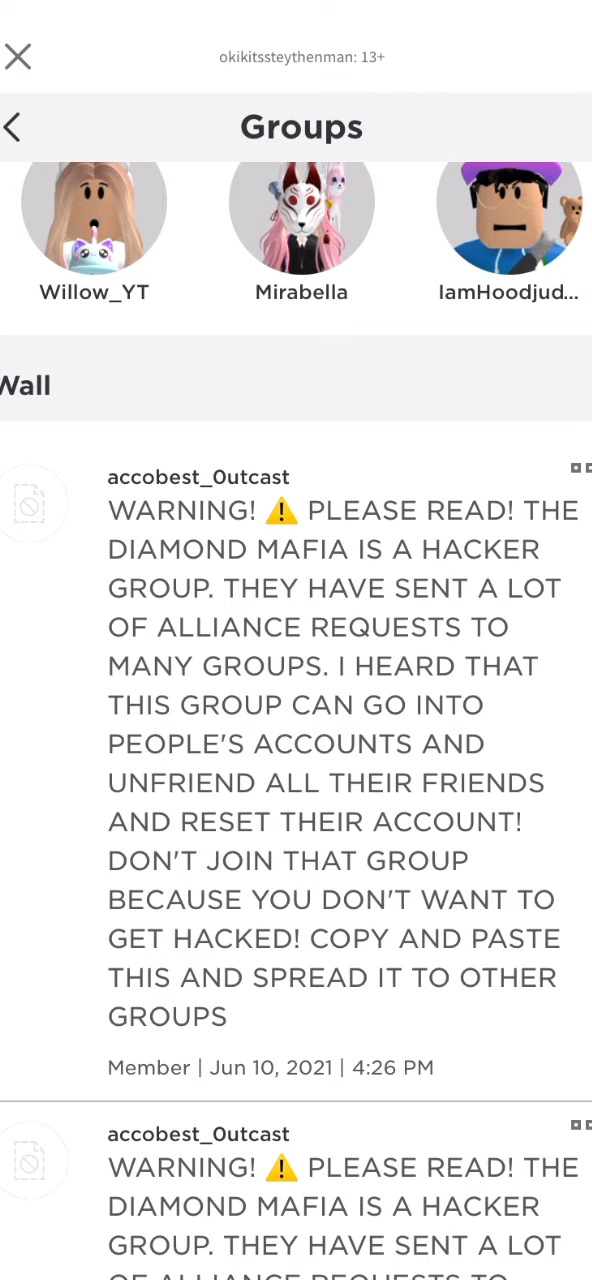 okikitssteythenman: 13+
Groups
Willow_YT Mirabella IamHoodjud...
Wall
accobest_0utcast
WARNING! ⚠️ PLEASE READ! THE
DIAMOND MAFIA IS A HACKER
GROUP. THEY HAVE SENT A LOT
OF ALLIANCE REQUESTS TO
MANY GROUPS. I HEARD THAT
THIS GROUP CAN GO INTO
PEOPLE'S ACCOUNTS AND
UNFRIEND ALL THEIR FRIENDS
AND RESET THEIR ACCOUNT!
DON'T JOIN THAT GROUP
BECAUSE YOU DON'T WANT TO
GET HACKED! COPY AND PASTE
THIS AND SPREAD IT TO OTHER
GROUPS
Member | Jun 10, 2021 | 4:26 PM
accobest_0utcast
WARNING! ⚠️ PLEASE READ! THE
DIAMOND MAFIA IS A HACKER
GROUP. THEY HAVE SENT A LOT
OF ALLIANCE REQUESTS TO